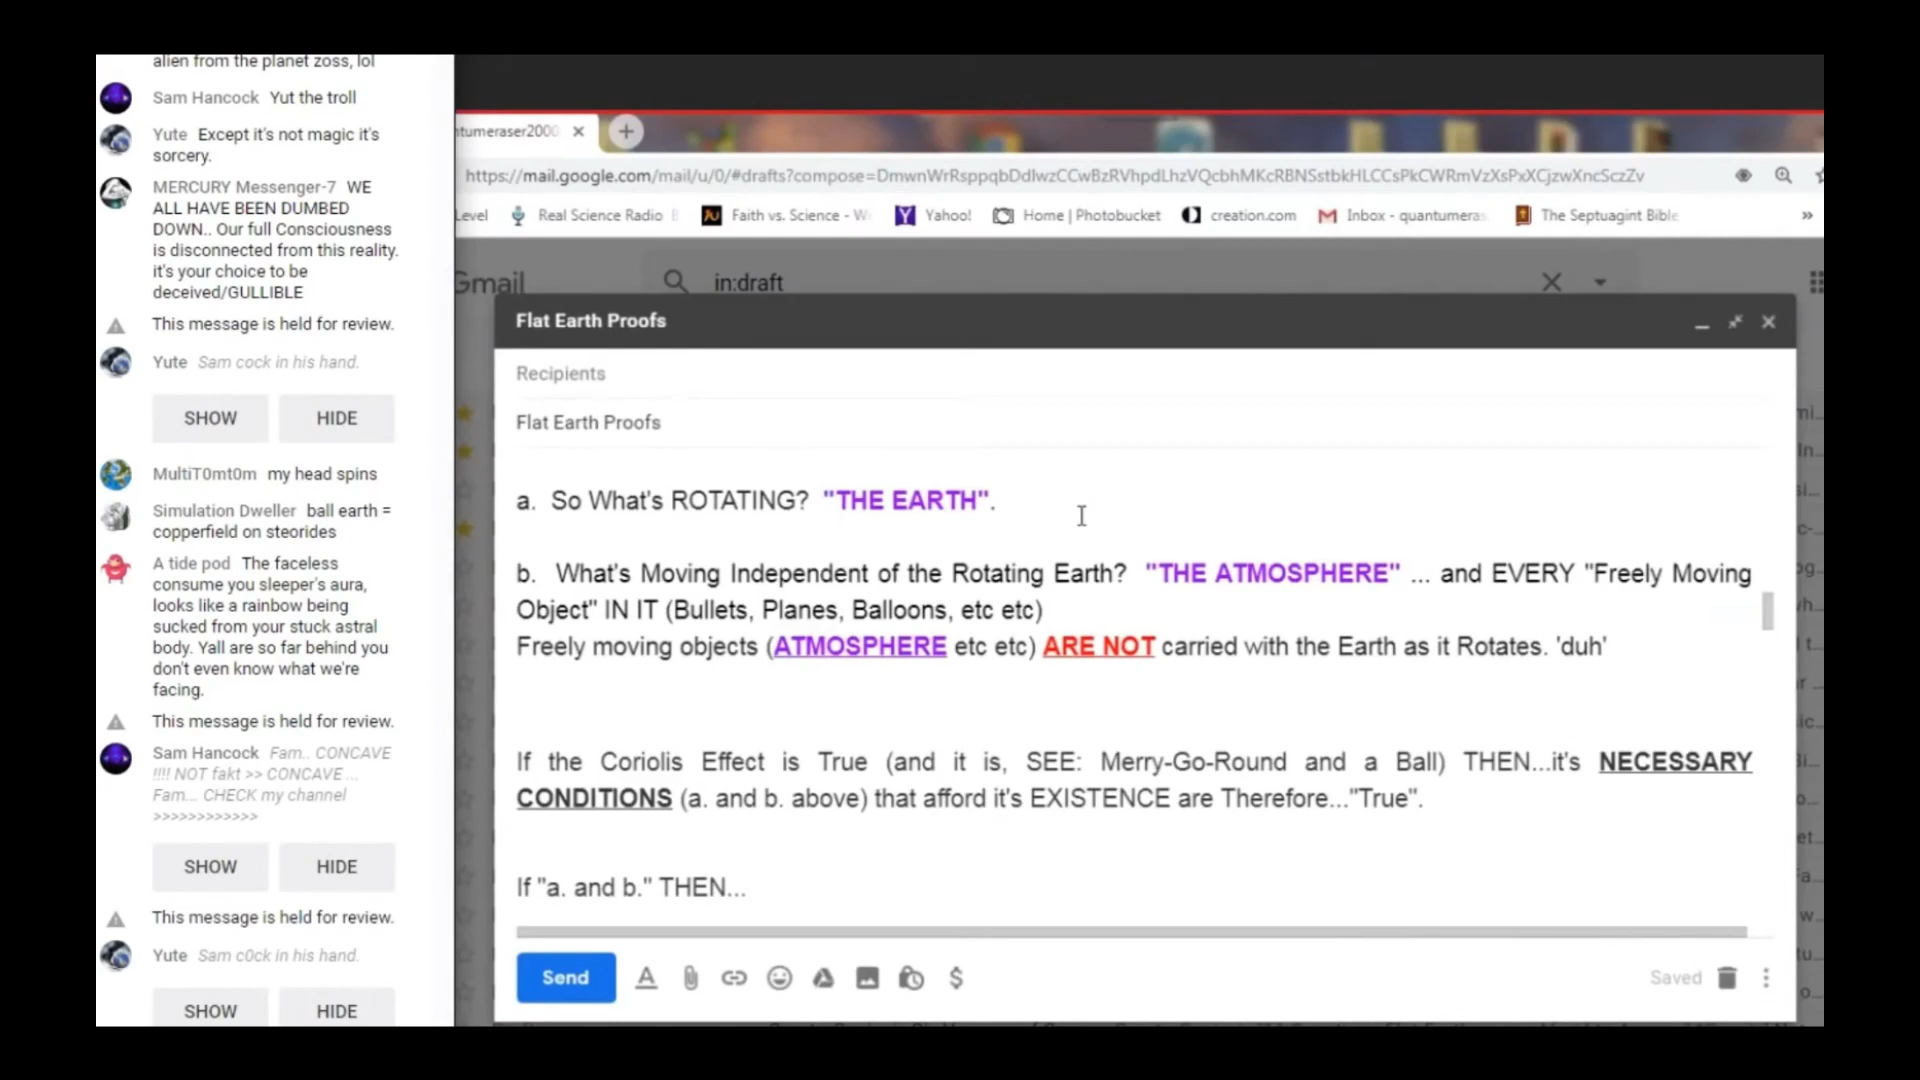 alien from the planet zoss, lol
Sam Hancock Yut the troll
Yute Except it's not magic it's
sorcery.
MERCURY Messenger-7 WE
ALL HAVE BEEN DUMBED
DOWN.. Our full Consciousness
is disconnected from this reality.
it's your choice to be
deceived/GULLIBLE
This message is held for review.
Yute Sam cock in his hand.
SHOW HIDE
MultiT0mt0m my head spins
Simulation Dweller ball earth =
copperfield on steorides
A tide pod The faceless
consume you sleeper's aura,
looks like a rainbow being
sucked from your stuck astral
body. Yall are so far behind you
don't even know what we're
facing.
This message is held for review.
Sam Hancock Fam.. CONCAVE
!!!! NOT fakt >> CONCAVE ...
Fam... CHECK my channel
>>>>>>>>>>>>
SHOW HIDE
This message is held for review.
Yute Sam c0ck in his hand.
SHOW HIDE
ntumeraser2000
https://mail.google.com/mail/u/0/#drafts?compose=DmwnWrRsppqbDdlwzCCwBzRVhpdLhzVQcbhMKcRBNSstbkHLCCsPkCWRmVzXsPxXCjzwXncSczZv
Level Real Science Radio Faith vs. Science - W Yahoo! Home | Photobucket creation.com Inbox - quantumeras The Septuagint Bible »
Gmail in:draft
Flat Earth Proofs
Recipients
Flat Earth Proofs
a. So What's ROTATING? "THE EARTH".
b. What's Moving Independent of the Rotating Earth? "THE ATMOSPHERE" ... and EVERY "Freely Moving
Object" IN IT (Bullets, Planes, Balloons, etc etc)
Freely moving objects (ATMOSPHERE etc etc) ARE NOT carried with the Earth as it Rotates. 'duh'
If the Coriolis Effect is True (and it is, SEE: Merry-Go-Round and a Ball) THEN...it's NECESSARY
CONDITIONS (a. and b. above) that afford it's EXISTENCE are Therefore..."True".
If "a. and b." THEN...
Send Saved